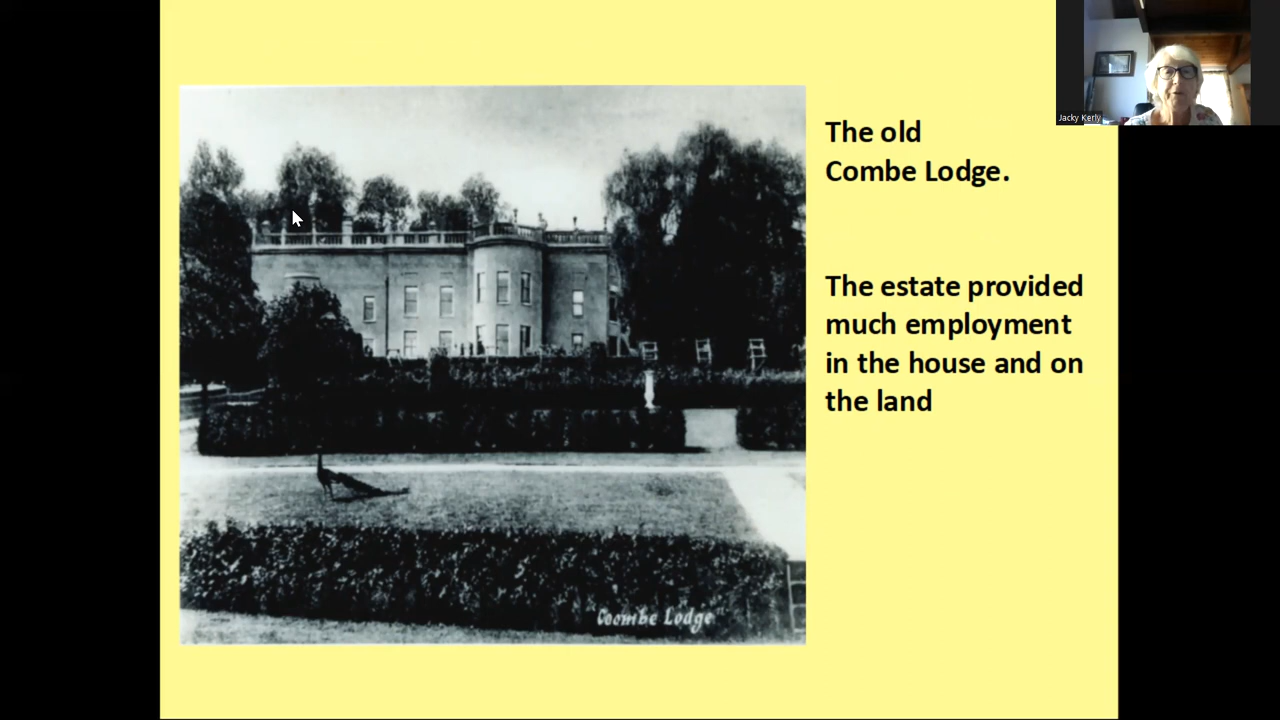 Jacky Kerly
The old
Combe Lodge.
The estate provided
much employment
in the house and on
the land
Coombe Lodge